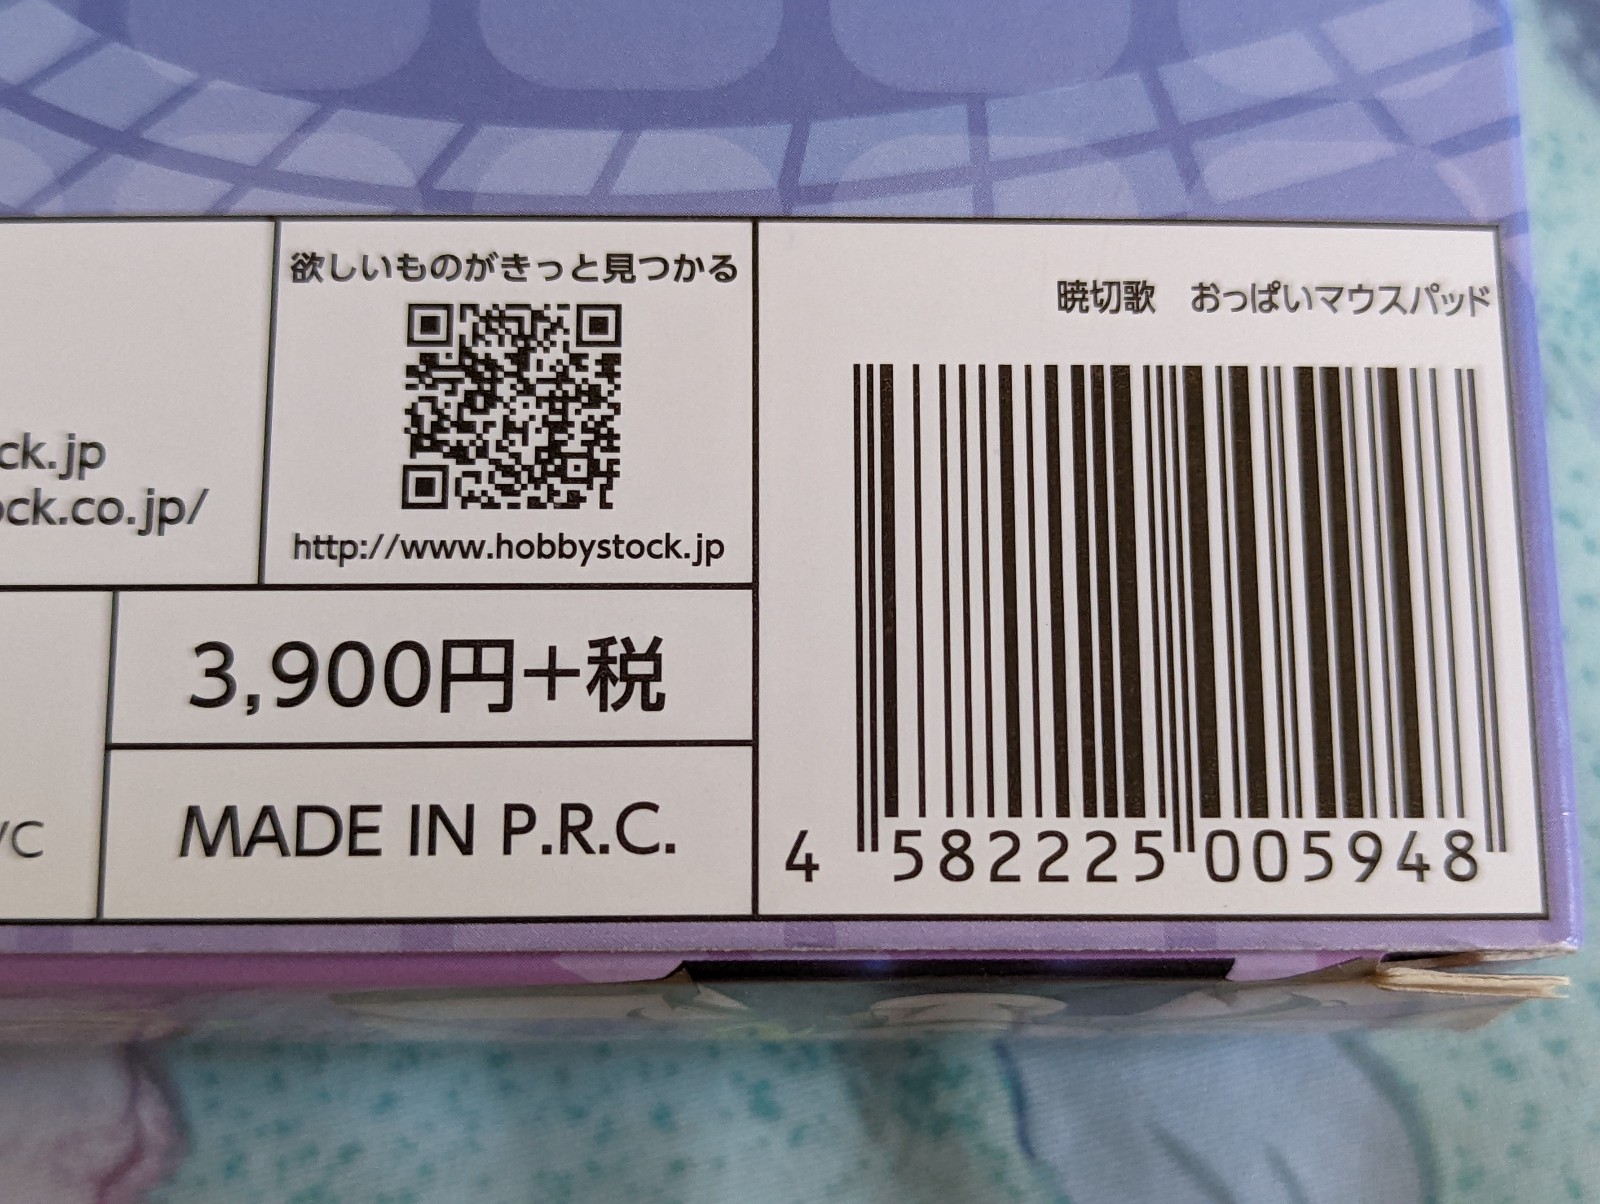 ck.jp
ock.co.jp/
欲しいものがきっと見つかる
http://www.hobbystock.jp
暁切歌　おっぱいマウスパッド
3,900円+税
MADE IN P.R.C.
VC
4 582225 005948